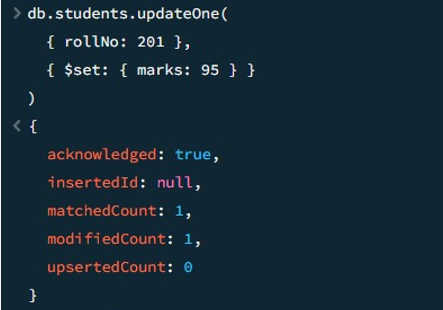 > db.students.updateOne(
{ rollNo: 201 },
{ $set: { marks: 95 } }
)
< {
acknowledged: true,
insertedId: null,
matchedCount: 1,
modifiedCount: 1,
upsertedCount: 0
}